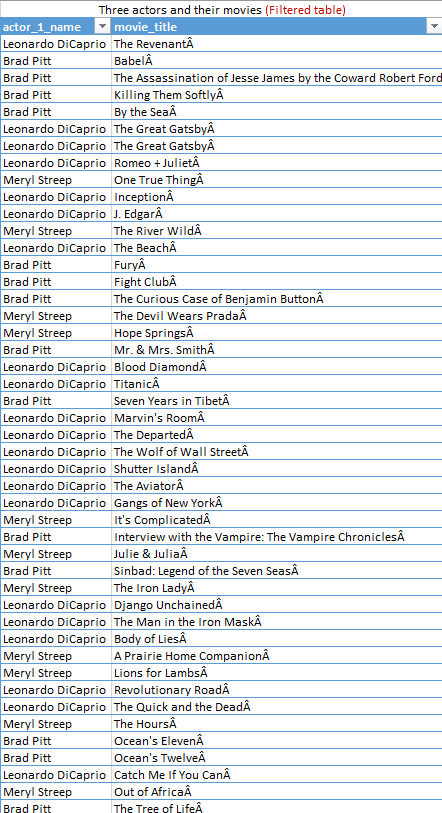 Three actors and their movies (Filtered table)
actor_1_name movie_title
Leonardo DiCaprio The RevenantÂ
Brad Pitt BabelÂ
Brad Pitt The Assassination of Jesse James by the Coward Robert Ford
Brad Pitt Killing Them SoftlyÂ
Brad Pitt By the SeaÂ
Leonardo DiCaprio The Great GatsbyÂ
Leonardo DiCaprio The Great GatsbyÂ
Leonardo DiCaprio Romeo + JulietÂ
Meryl Streep One True ThingÂ
Leonardo DiCaprio InceptionÂ
Leonardo DiCaprio J. EdgarÂ
Meryl Streep The River WildÂ
Leonardo DiCaprio The BeachÂ
Brad Pitt FuryÂ
Brad Pitt Fight ClubÂ
Brad Pitt The Curious Case of Benjamin ButtonÂ
Meryl Streep The Devil Wears PradaÂ
Meryl Streep Hope SpringsÂ
Brad Pitt Mr. & Mrs. SmithÂ
Leonardo DiCaprio Blood DiamondÂ
Leonardo DiCaprio TitanicÂ
Brad Pitt Seven Years in TibetÂ
Leonardo DiCaprio Marvin's RoomÂ
Leonardo DiCaprio The DepartedÂ
Leonardo DiCaprio The Wolf of Wall StreetÂ
Leonardo DiCaprio Shutter IslandÂ
Leonardo DiCaprio The AviatorÂ
Leonardo DiCaprio Gangs of New YorkÂ
Meryl Streep It's ComplicatedÂ
Brad Pitt Interview with the Vampire: The Vampire ChroniclesÂ
Meryl Streep Julie & JuliaÂ
Brad Pitt Sinbad: Legend of the Seven SeasÂ
Meryl Streep The Iron LadyÂ
Leonardo DiCaprio Django UnchainedÂ
Leonardo DiCaprio The Man in the Iron MaskÂ
Leonardo DiCaprio Body of LiesÂ
Meryl Streep A Prairie Home CompanionÂ
Meryl Streep Lions for LambsÂ
Leonardo DiCaprio Revolutionary RoadÂ
Leonardo DiCaprio The Quick and the DeadÂ
Meryl Streep The HoursÂ
Brad Pitt Ocean's ElevenÂ
Brad Pitt Ocean's TwelveÂ
Leonardo DiCaprio Catch Me If You CanÂ
Meryl Streep Out of AfricaÂ
Brad Pitt The Tree of LifeÂ